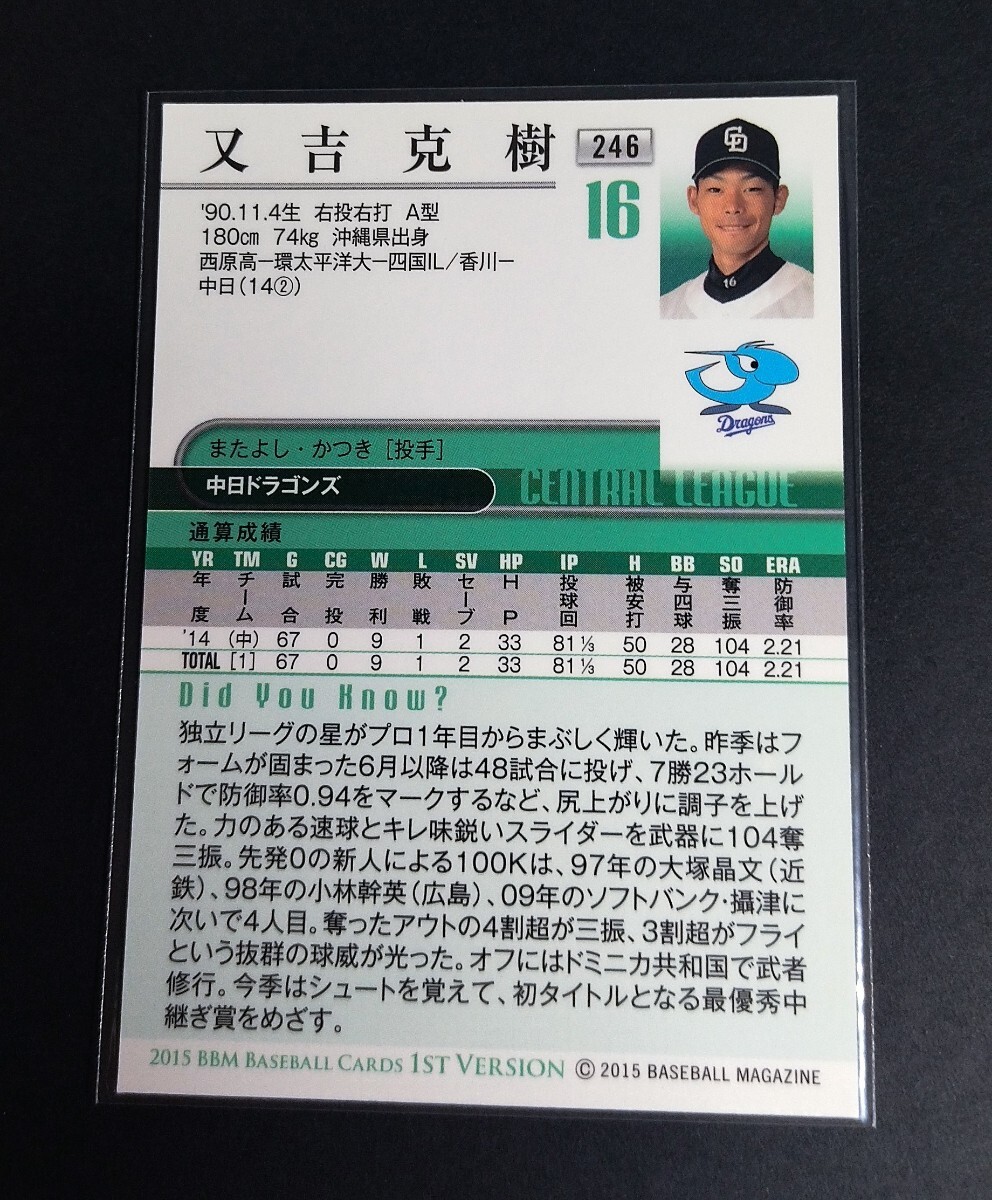 又吉克樹 246
16
CD
16
'90.11.4生 右投右打 A型
180㎝ 74㎏ 沖縄県出身
西原高ー環太平洋大ー四国IL/香川ー
中日(14②)
Dragons
またよし・かつき [投手]
中日ドラゴンズ CENTRAL LEAGUE
通算成績
YR TM G CG W L SV HP IP H BB SO ERA
年度 チーム 試合 完投 勝利 敗戦 セーブ HP 投球回 被安打 与四球 奪三振 防御率
'14 (中) 67 0 9 1 2 33 81⅓ 50 28 104 2.21
TOTAL [1] 67 0 9 1 2 33 81⅓ 50 28 104 2.21
Did You Know?
独立リーグの星がプロ1年目からまぶしく輝いた。昨季はフ
ォームが固まった6月以降は48試合に投げ、7勝23ホール
ドで防御率0.94をマークするなど、尻上がりに調子を上げ
た。力のある速球とキレ味鋭いスライダーを武器に104奪
三振。先発0の新人による100Kは、97年の大塚晶文(近
鉄)、98年の小林幹英(広島)、09年のソフトバンク・攝津に
次いで4人目。奪ったアウトの4割超が三振、3割超がフライ
という抜群の球威が光った。オフにはドミニカ共和国で武者
修行。今季はシュートを覚えて、初タイトルとなる最優秀中
継ぎ賞をめざす。
2015 BBM BASEBALL CARDS 1ST VERSION © 2015 BASEBALL MAGAZINE